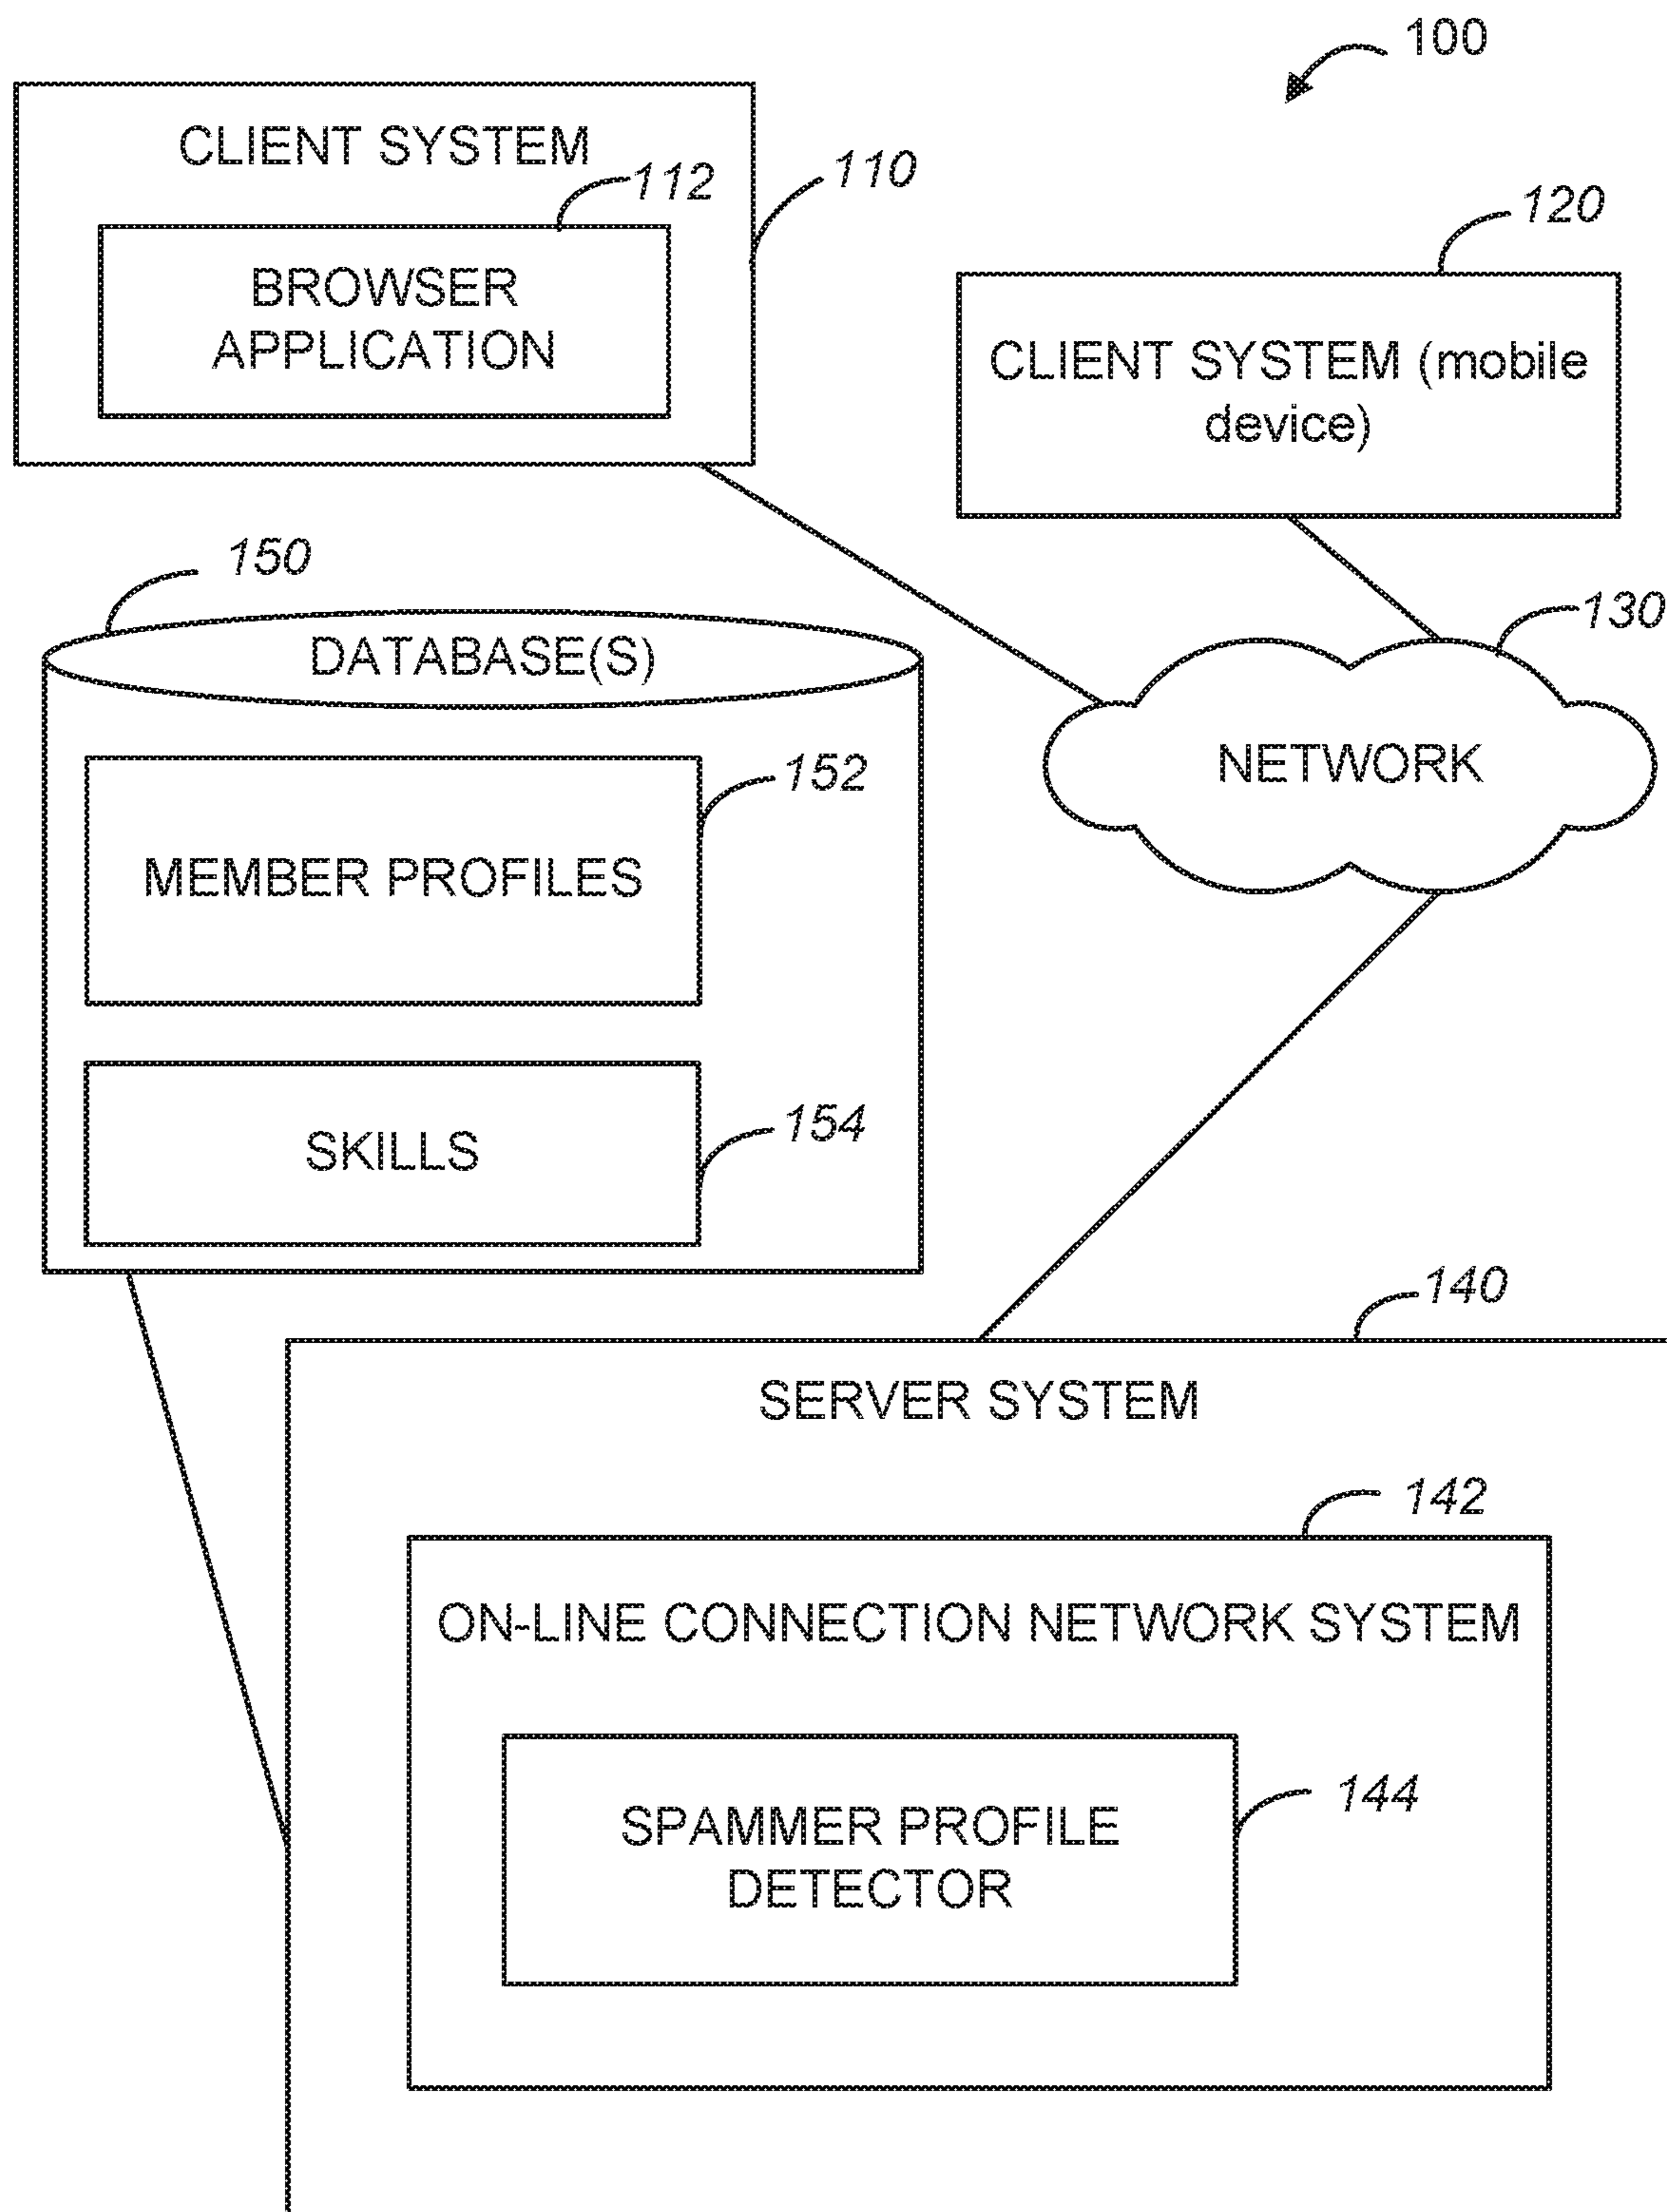 100
CLIENT SYSTEM
112
110
BROWSER
APPLICATION
120
CLIENT SYSTEM (mobile
device)
150
130
DATABASE(S)
NETWORK
152
MEMBER PROFILES
154
SKILLS
140
SERVER SYSTEM
142
ON-LINE CONNECTION NETWORK SYSTEM
144
SPAMMER PROFILE
DETECTOR